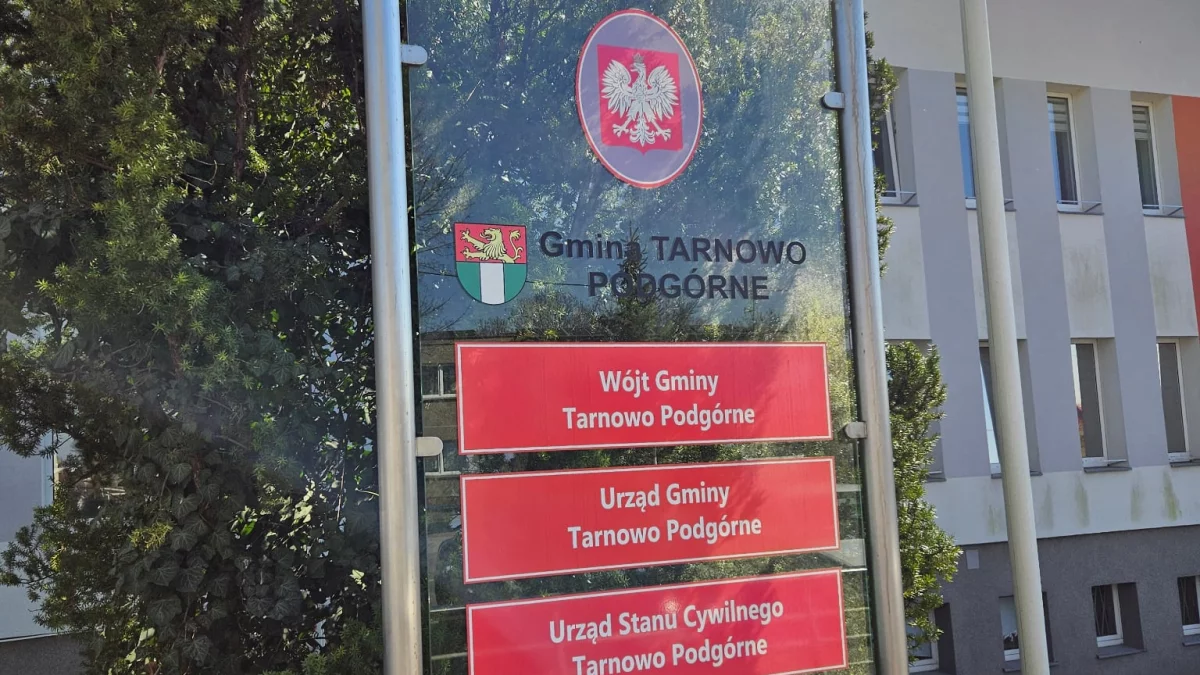 Gmina TARNOWO
PODGÓRNE
Wójt Gminy
Tarnowo Podgórne
Urząd Gminy
Tarnowo Podgórne
Urząd Stanu Cywilnego
Tarnowo Podgórne